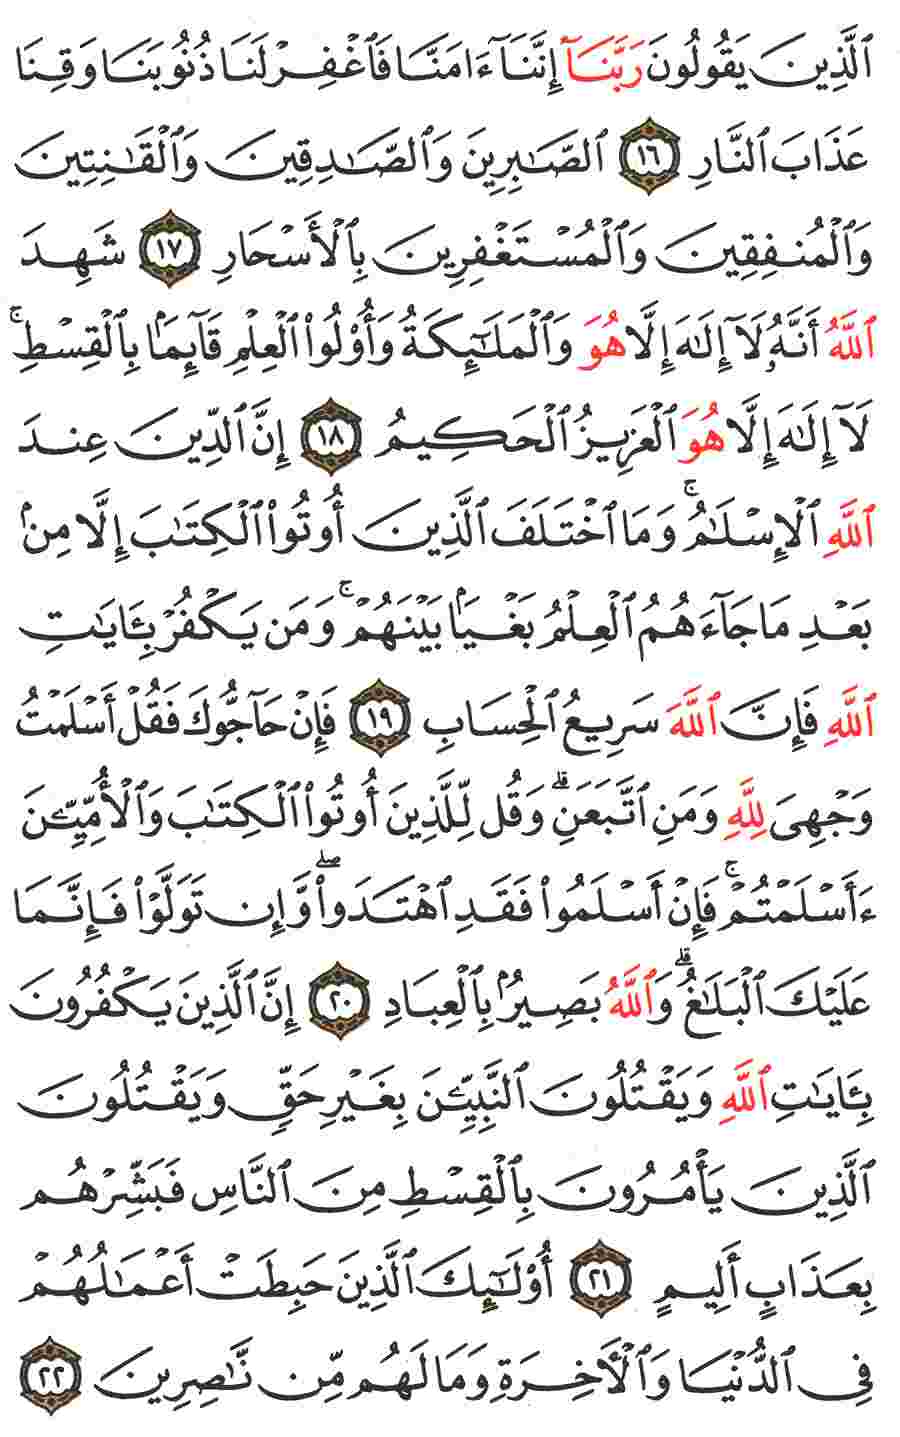 ٱلَّذِينَ يَقُولُونَ رَبَّنَآ إِنَّنَآ ءَامَنَّا فَٱغْفِرْ لَنَا ذُنُوبَنَا وَقِنَا
عَذَابَ ٱلنَّارِ ١٦ ٱلصَّٰبِرِينَ وَٱلصَّٰدِقِينَ وَٱلْقَٰنِتِينَ
وَٱلْمُنفِقِينَ وَٱلْمُسْتَغْفِرِينَ بِٱلْأَسْحَارِ ١٧ شَهِدَ
ٱللَّهُ أَنَّهُۥ لَآ إِلَٰهَ إِلَّا هُوَ وَٱلْمَلَٰٓئِكَةُ وَأُو۟لُوا۟ ٱلْعِلْمِ قَآئِمَۢا بِٱلْقِسْطِ ۚ
لَآ إِلَٰهَ إِلَّا هُوَ ٱلْعَزِيزُ ٱلْحَكِيمُ ١٨ إِنَّ ٱلدِّينَ عِندَ
ٱللَّهِ ٱلْإِسْلَٰمُ ۗ وَمَا ٱخْتَلَفَ ٱلَّذِينَ أُوتُوا۟ ٱلْكِتَٰبَ إِلَّا مِنۢ
بَعْدِ مَا جَآءَهُمُ ٱلْعِلْمُ بَغْيَۢا بَيْنَهُمْ ۗ وَمَن يَكْفُرْ بِـَٔايَٰتِ
ٱللَّهِ فَإِنَّ ٱللَّهَ سَرِيعُ ٱلْحِسَابِ ١٩ فَإِنْ حَآجُّوكَ فَقُلْ أَسْلَمْتُ
وَجْهِىَ لِلَّهِ وَمَنِ ٱتَّبَعَنِ ۗ وَقُل لِّلَّذِينَ أُوتُوا۟ ٱلْكِتَٰبَ وَٱلْأُمِّيِّـۧنَ
ءَأَسْلَمْتُمْ ۚ فَإِنْ أَسْلَمُوا۟ فَقَدِ ٱهْتَدَوا۟ ۖ وَّإِن تَوَلَّوْا۟ فَإِنَّمَا
عَلَيْكَ ٱلْبَلَٰغُ ۗ وَٱللَّهُ بَصِيرٌۢ بِٱلْعِبَادِ ٢٠ إِنَّ ٱلَّذِينَ يَكْفُرُونَ
بِـَٔايَٰتِ ٱللَّهِ وَيَقْتُلُونَ ٱلنَّبِيِّـۧنَ بِغَيْرِ حَقٍّ وَيَقْتُلُونَ
ٱلَّذِينَ يَأْمُرُونَ بِٱلْقِسْطِ مِنَ ٱلنَّاسِ فَبَشِّرْهُم
بِعَذَابٍ أَلِيمٍ ٢١ أُو۟لَٰٓئِكَ ٱلَّذِينَ حَبِطَتْ أَعْمَٰلُهُمْ
فِى ٱلدُّنْيَا وَٱلْأَخِرَةِ وَمَا لَهُم مِّن نَّٰصِرِينَ ٢٢